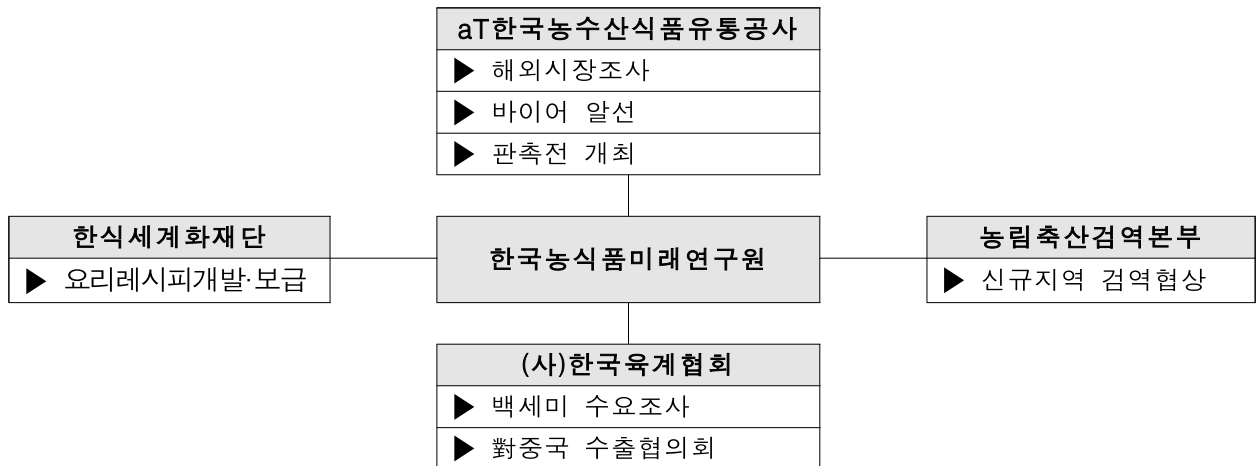 aT한국농수산식품유통공사
▶ 해외시장조사
▶ 바이어 알선
▶ 판촉전 개최
한식세계화재단
▶ 요리레시피개발·보급
한국농식품미래연구원
농림축산검역본부
▶ 신규지역 검역협상
(사)한국육계협회
▶ 백세미 수요조사
▶ 對중국 수출협의회